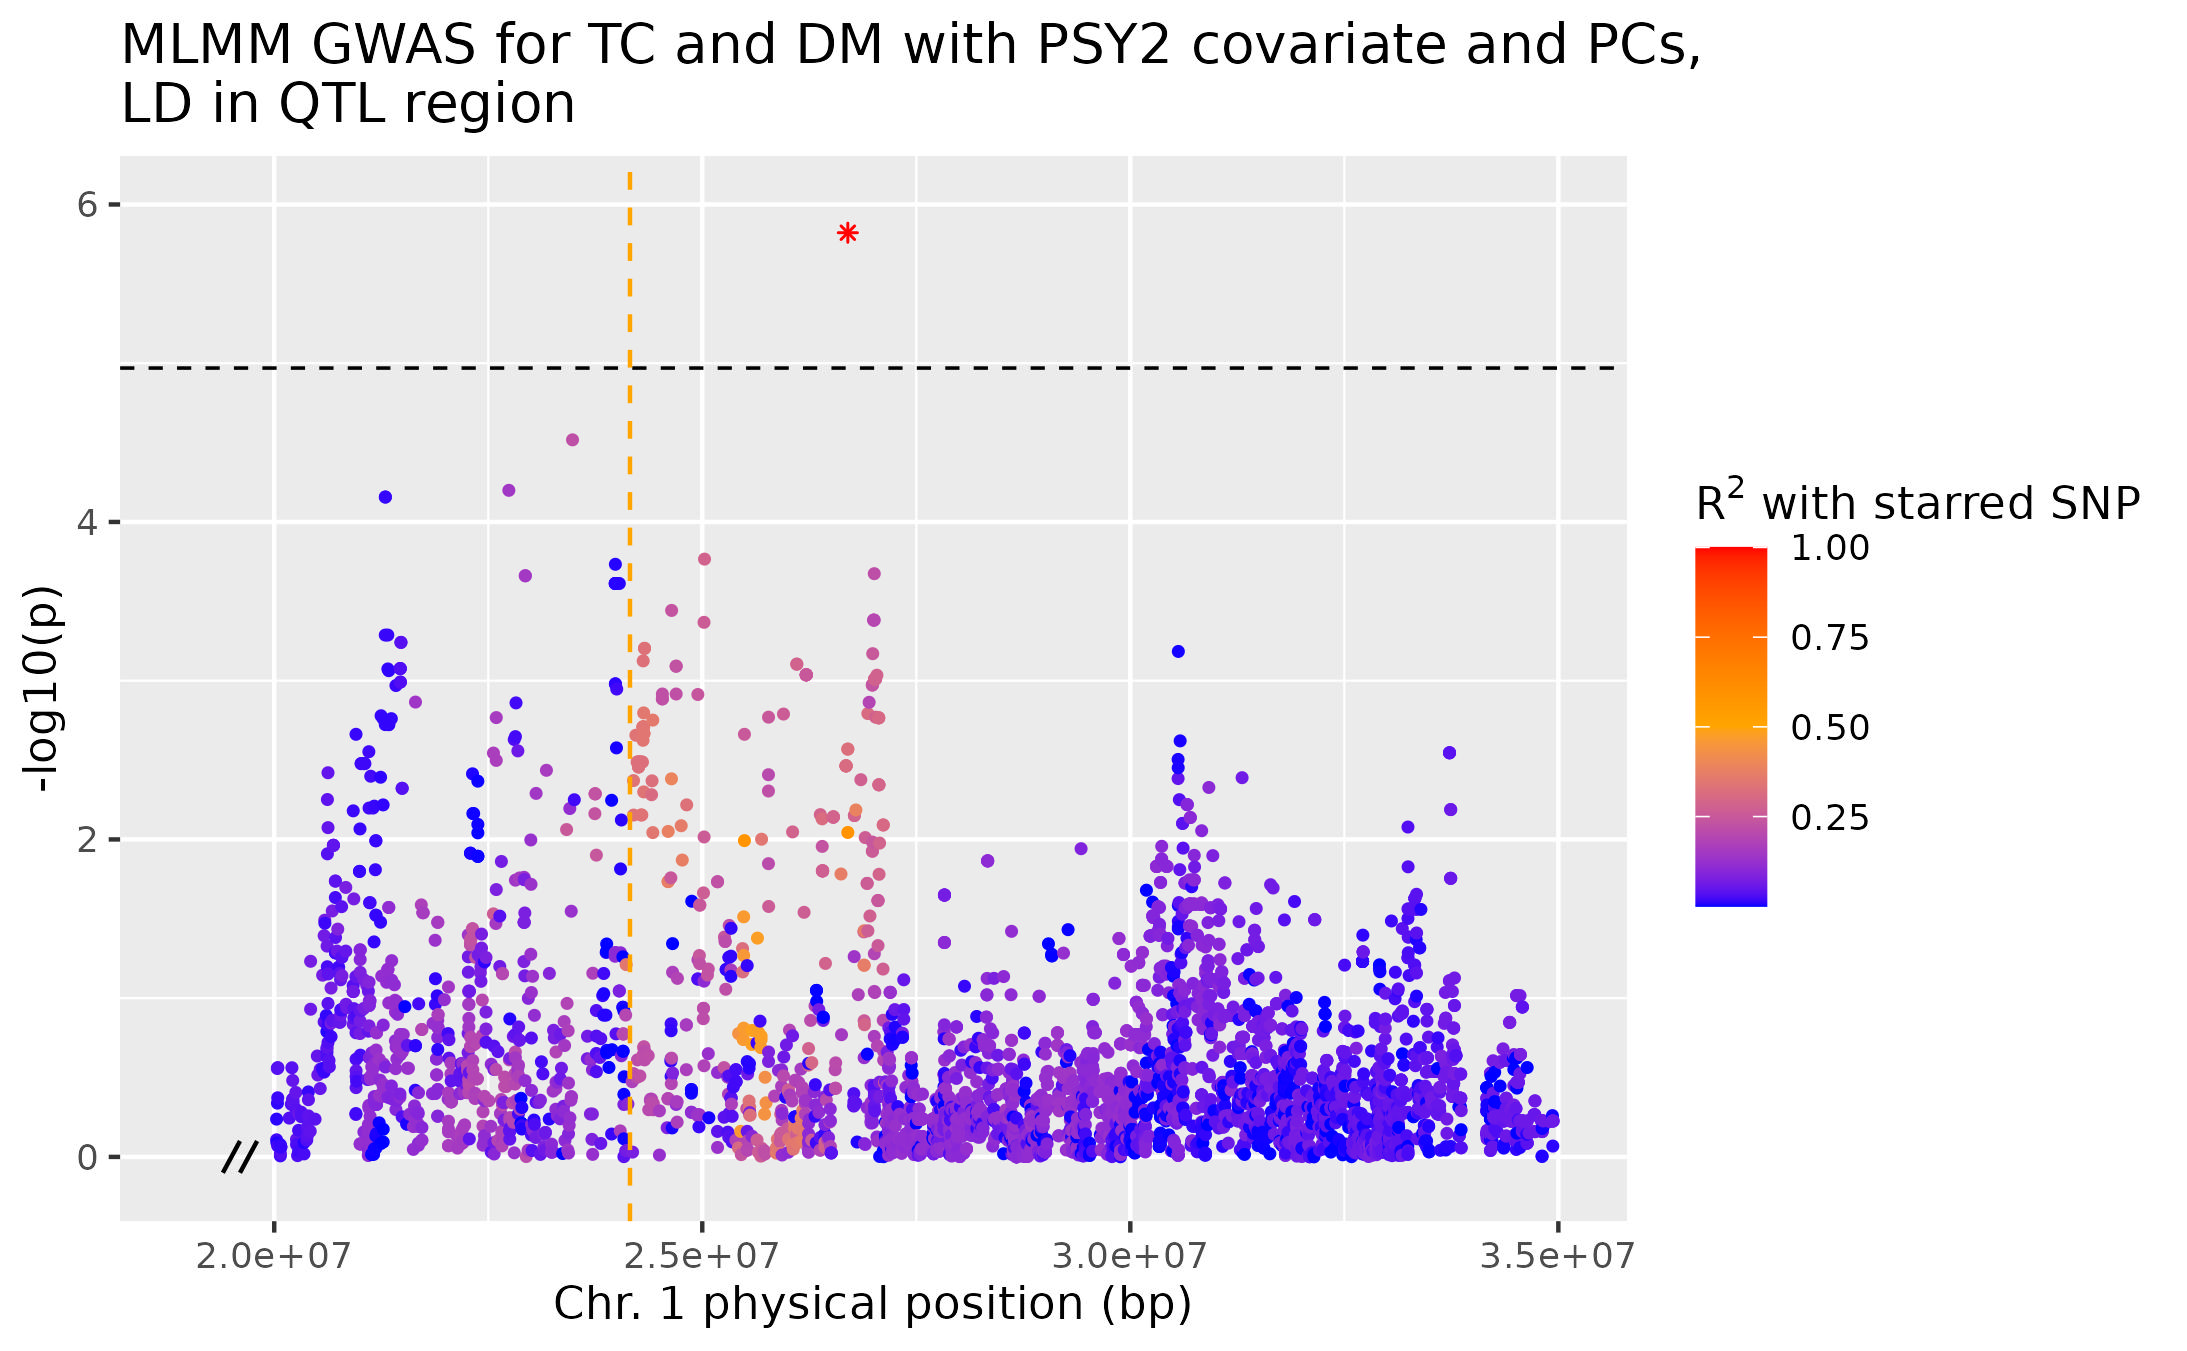 MLMM GWAS for TC and DM with PSY2 covariate and PCs,
LD in QTL region
6
4
2
0
-log10(p)
2.0e+07
2.5e+07
3.0e+07
3.5e+07
Chr. 1 physical position (bp)
R² with starred SNP
1.00
0.75
0.50
0.25